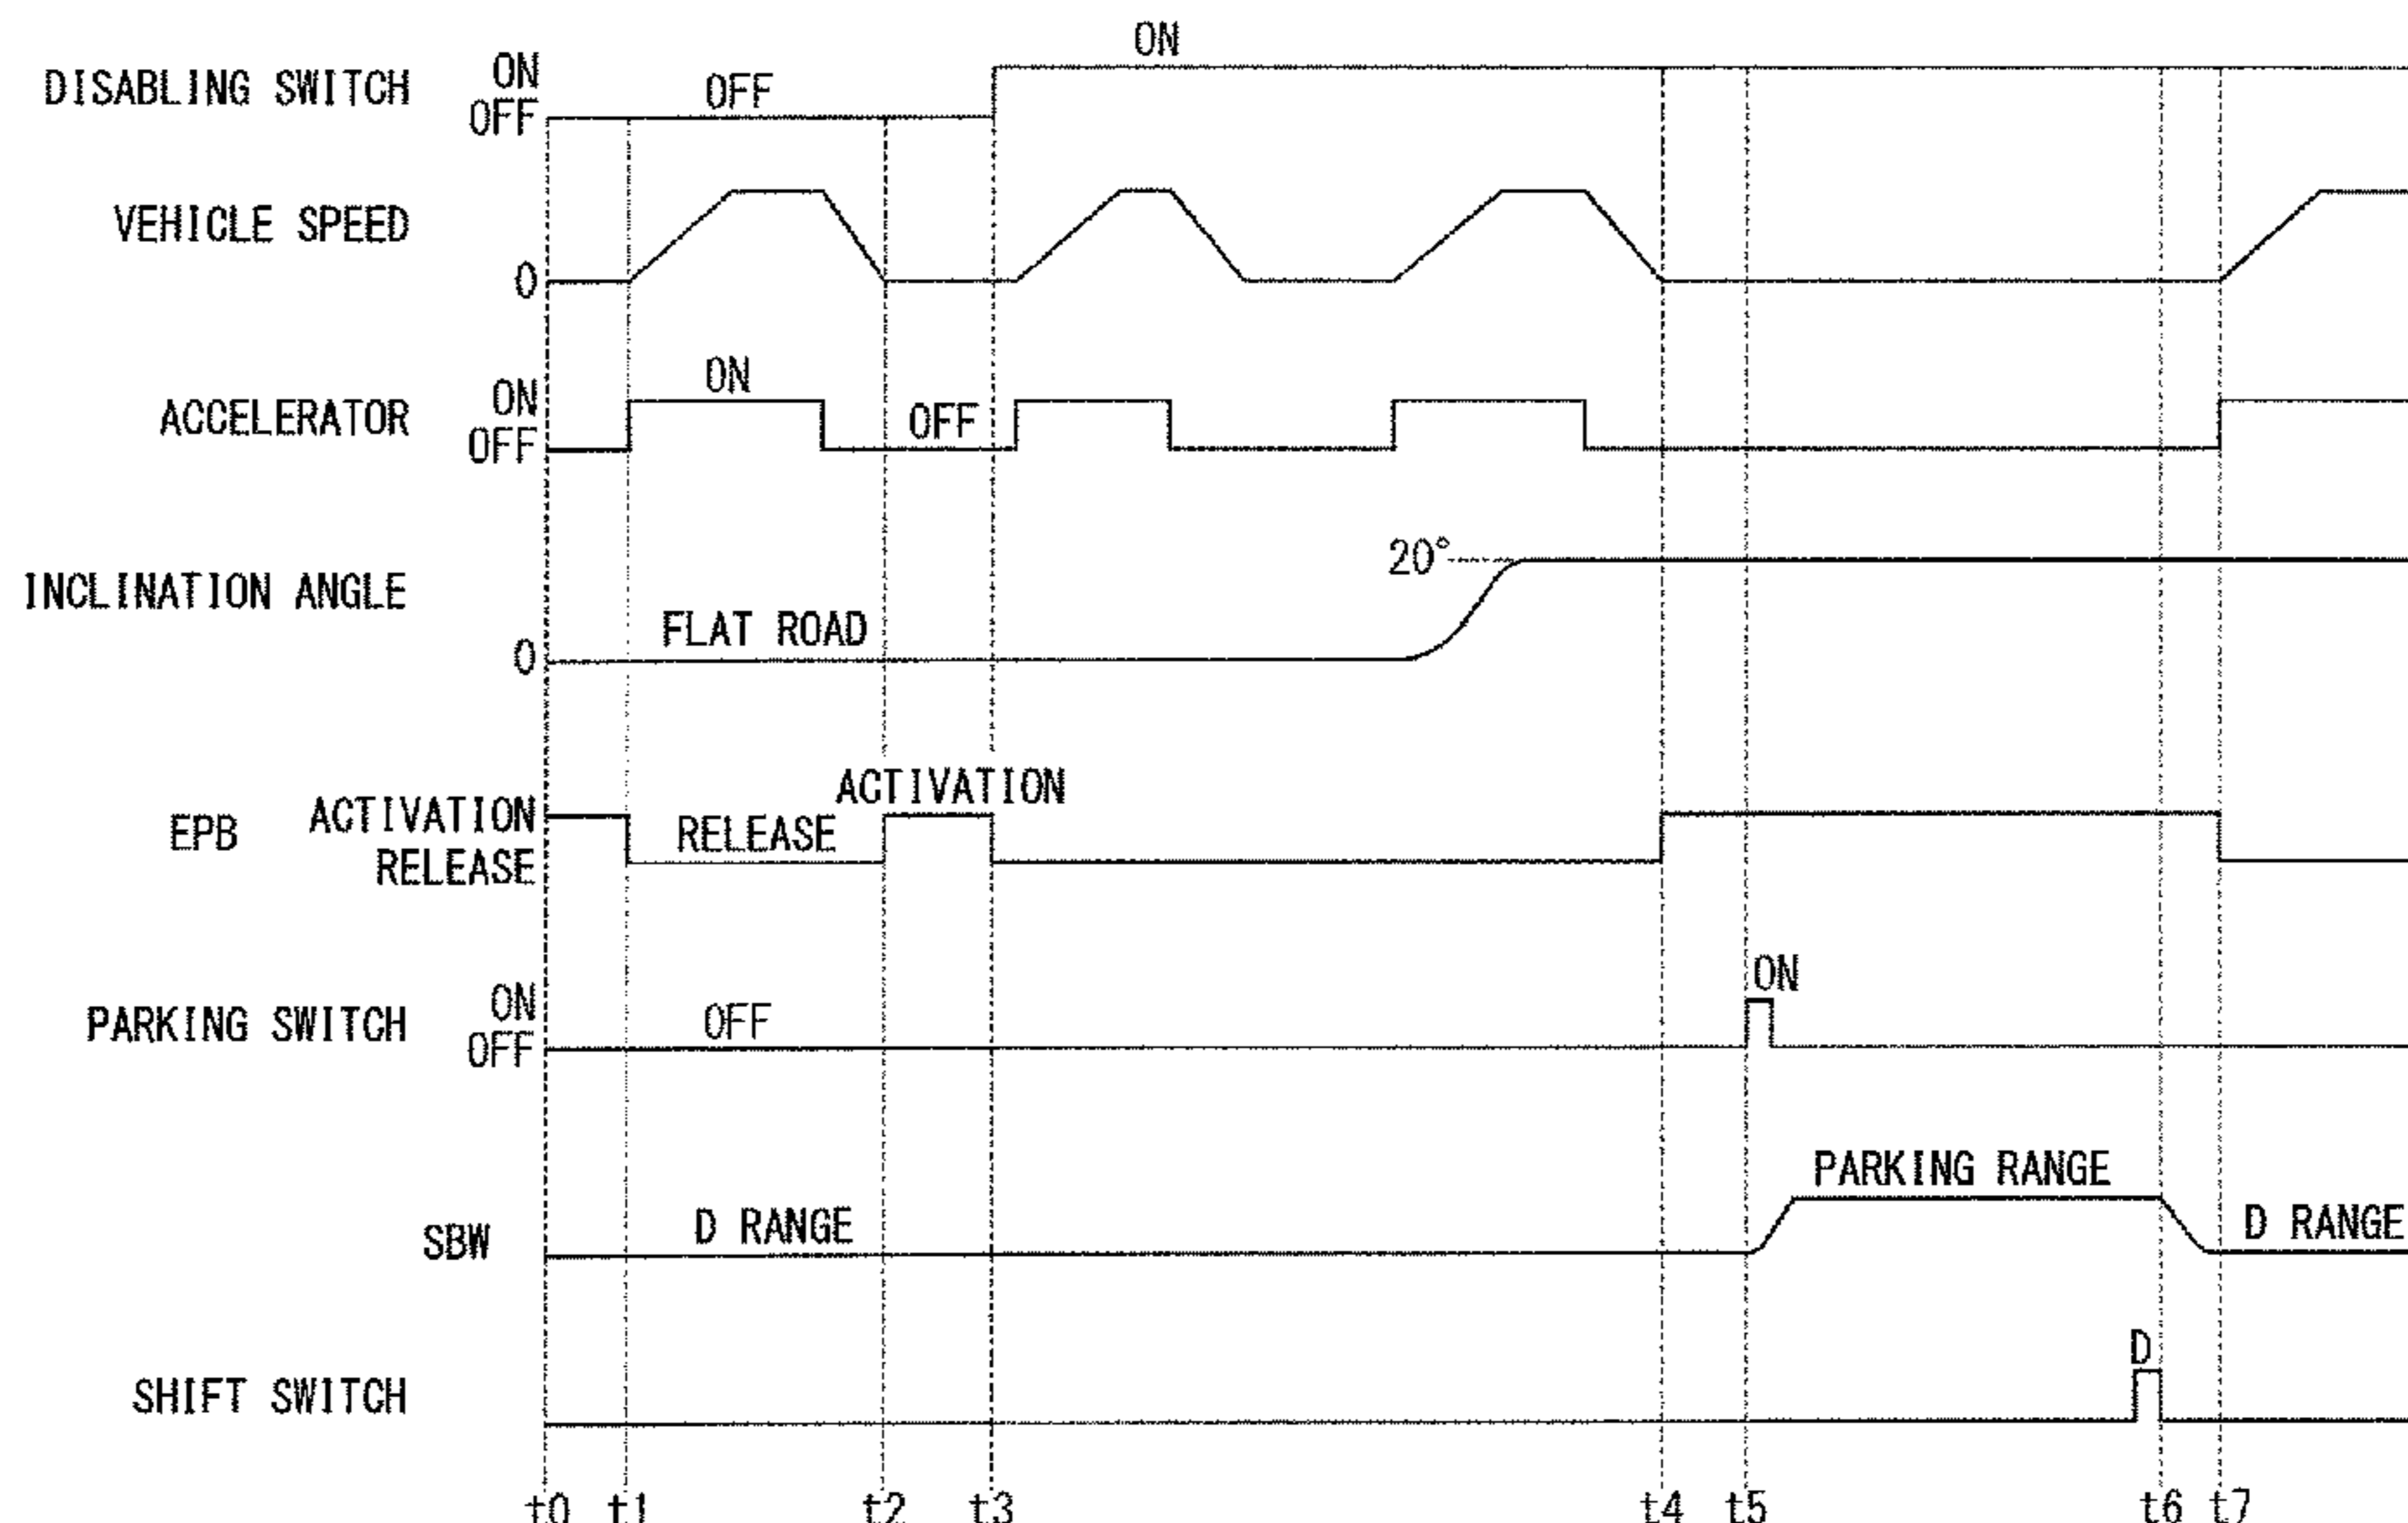 ON
DISABLING SWITCH ON
OFF OFF
VEHICLE SPEED
0
ON
ACCELERATOR ON
OFF OFF
20°
INCLINATION ANGLE
FLAT ROAD
0
ACTIVATION
EPB ACTIVATION RELEASE
RELEASE
ON
PARKING SWITCH ON OFF
OFF
PARKING RANGE
SBW D RANGE D RANGE
D
SHIFT SWITCH
t0 t1 t2 t3 t4 t5 t6 t7